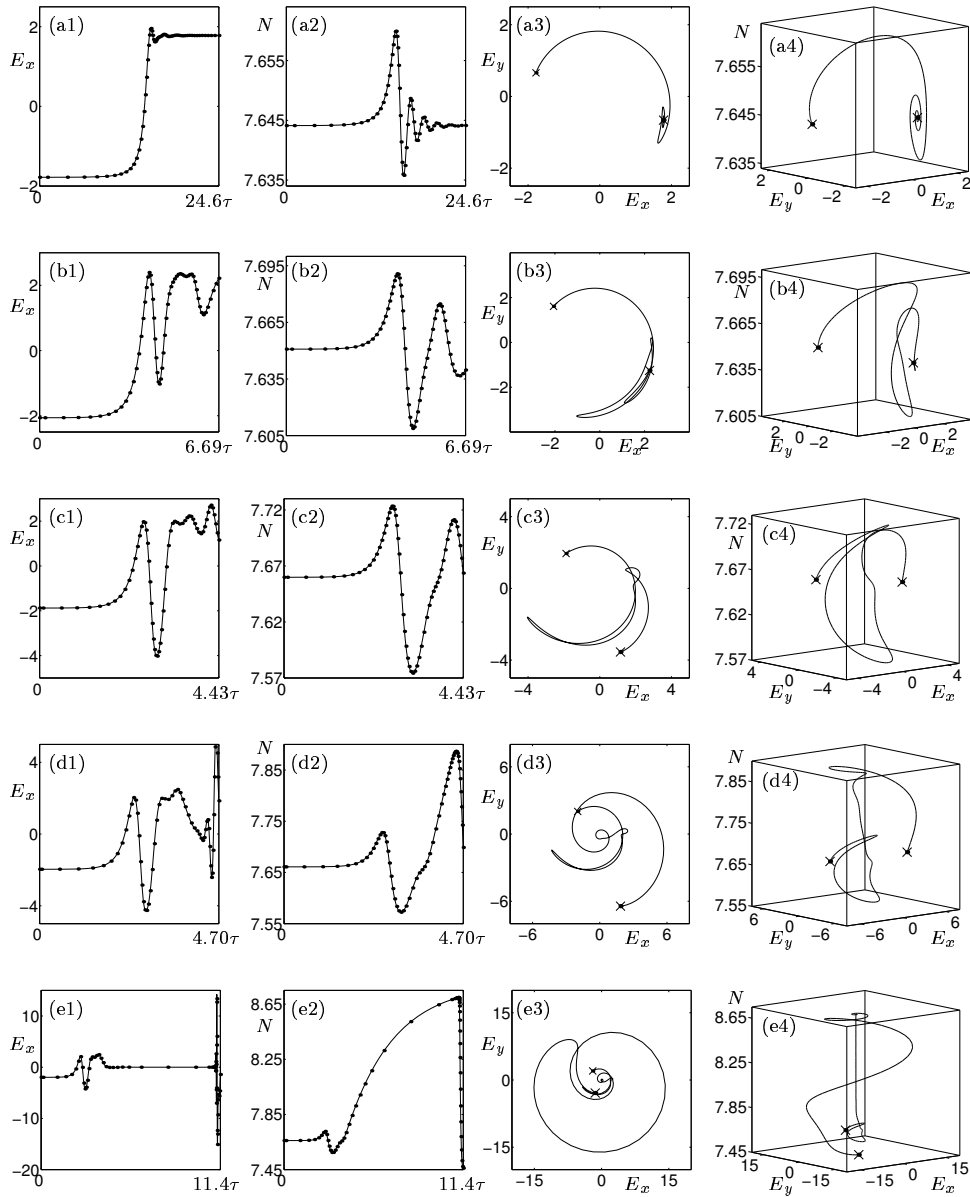 (a1) 2 E_x 0 −2 0 24.6τ
(a2) N 7.655 7.645 7.635 0 24.6τ
(a3) 2 E_y 0 −2 −2 0 E_x 2
(a4) N 7.655 7.645 7.635 2 0 E_y −2 −2 0 E_x 2
(b1) 2 E_x 0 −2 0 6.69τ
(b2) 7.695 N 7.665 7.635 7.605 0 6.69τ
(b3) 2 E_y 0 −2 −2 0 E_x 2
(b4) 7.695 N 7.665 7.635 7.605 2 0 −2 E_y −2 0 2 E_x
(c1) 2 E_x 0 −2 −4 0 4.43τ
(c2) 7.72 N 7.67 7.62 7.57 0 4.43τ
(c3) 4 E_y 0 −4 −4 0 E_x 4
(c4) 7.72 N 7.67 7.62 7.57 4 0 E_y −4 −4 0 E_x 4
(d1) 4 E_x 0 −4 0 4.70τ
(d2) N 7.85 7.75 7.65 7.55 0 4.70τ
(d3) 6 E_y 0 −6 −6 0 E_x 6
(d4) N 7.85 7.75 7.65 7.55 6 0 E_y −6 −6 0 E_x 6
(e1) 10 E_x 0 −10 −20 0 11.4τ
(e2) 8.65 N 8.25 7.85 7.45 0 11.4τ
(e3) 15 E_y 0 −15 −15 0 E_x 15
(e4) N 8.65 8.25 7.85 7.45 15 0 E_y −15 −15 0 E_x 15